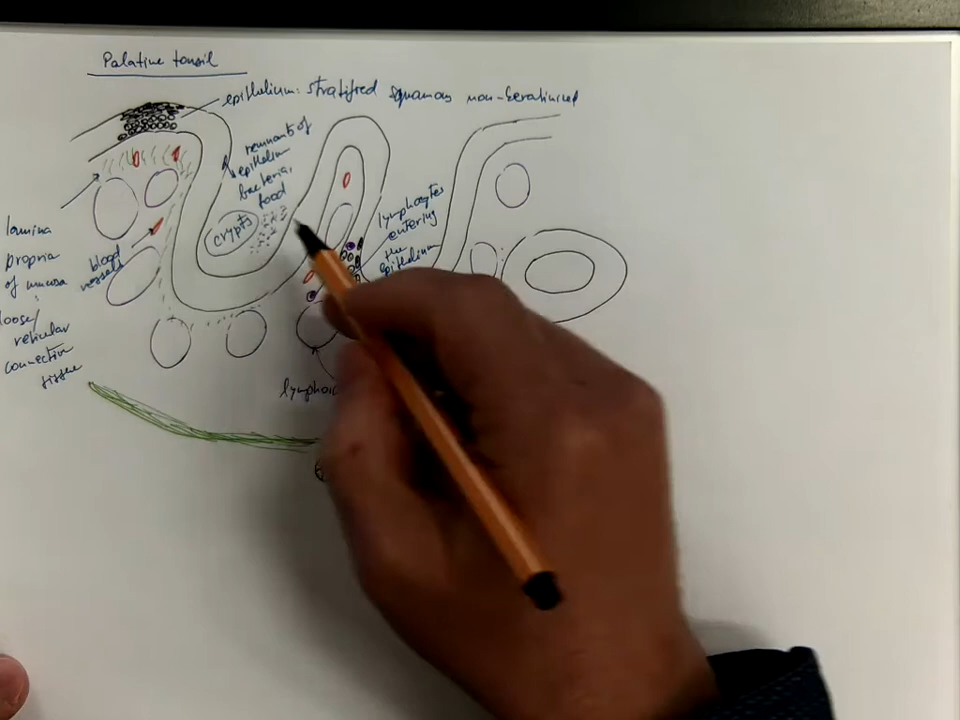 Palatine tonsil
epithelium: stratified squamous non-keratinized
remnants of
epithelium
bacteria,
food
crypts
lymphocytes
entering
the
epithelium
lamina
propria
of mucosa
loose/
reticular
connective
tissue
blood
vessels